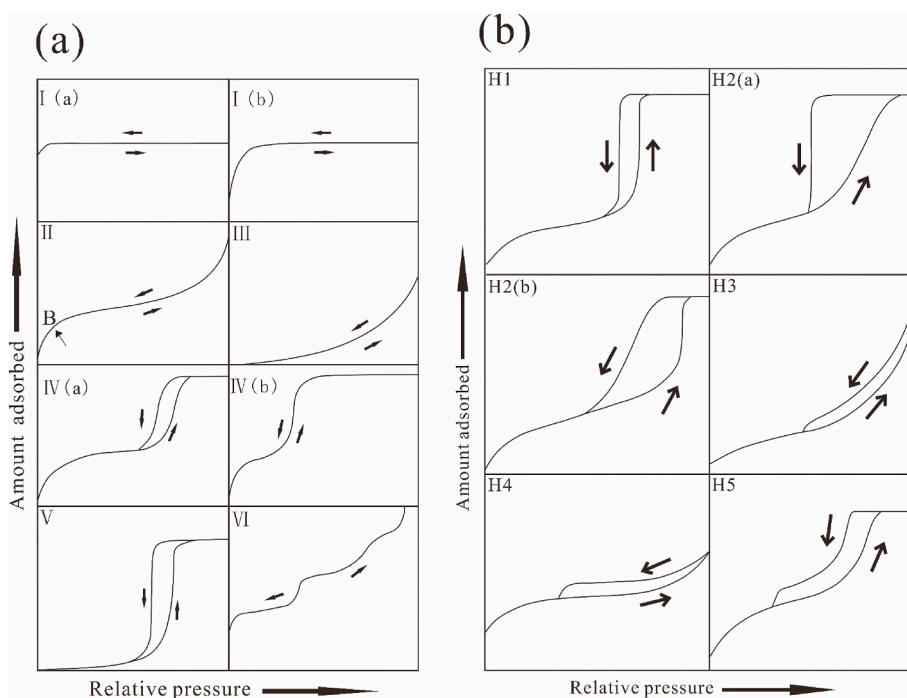 (a)
(b)
I (a)
I (b)
II
III
B
IV (a)
IV (b)
V
VI
Amount adsorbed
Relative pressure
H1
H2(a)
H2(b)
H3
H4
H5
Amount adsorbed
Relative pressure